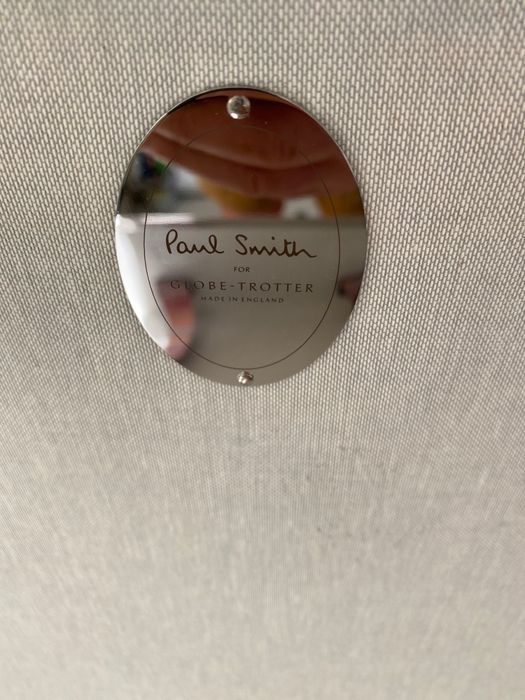 Paul Smith
FOR
GLOBE-TROTTER
MADE IN ENGLAND